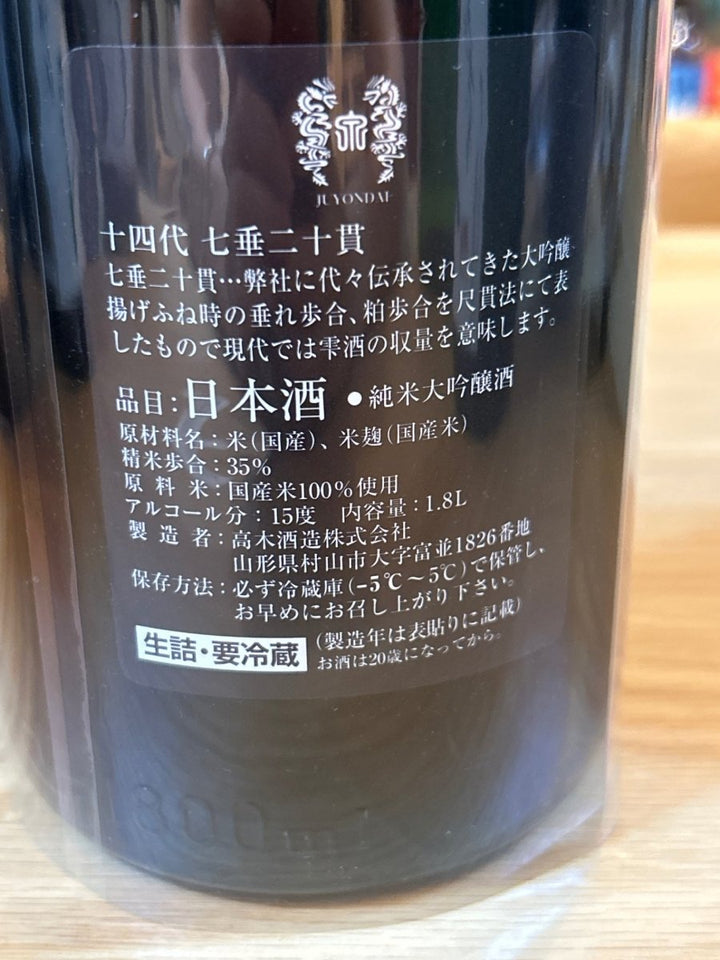 JUYONDAI
十四代 七垂二十貫
七垂二十貫…弊社に代々伝承されてきた大吟醸
揚げふね時の垂れ歩合、粕歩合を尺貫法にて表
したもので現代では雫酒の収量を意味します。
品目：日本酒 ●純米大吟醸酒
原材料名：米（国産）、米麹（国産米）
精米歩合：35％
原料米：国産米100％使用
アルコール分：15度 内容量：1.8L
製造者：高木酒造株式会社
山形県村山市大字富並1826番地
保存方法：必ず冷蔵庫（-5℃～5℃）で保管し、
お早めにお召し上がり下さい。
生詰・要冷蔵 （製造年は表貼りに記載）
お酒は20歳になってから。